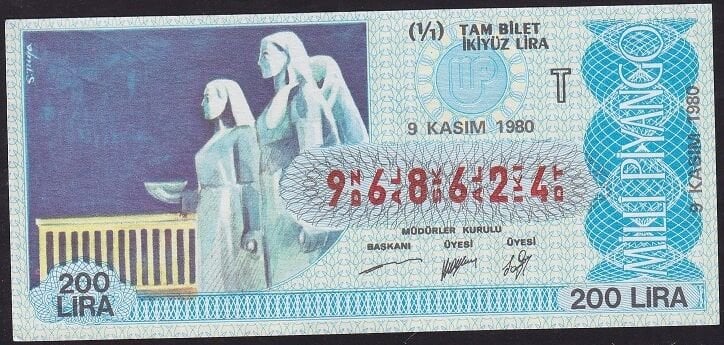 (1/1) TAM BİLET
İKİYÜZ LİRA
MP
T
9 KASIM 1980
9 6 8 6 2 4
MÜDÜRLER KURULU
BAŞKANI ÜYESİ ÜYESİ
200
LİRA
200 LİRA
MİLLİ PİYANGO
9 KASIM 1980